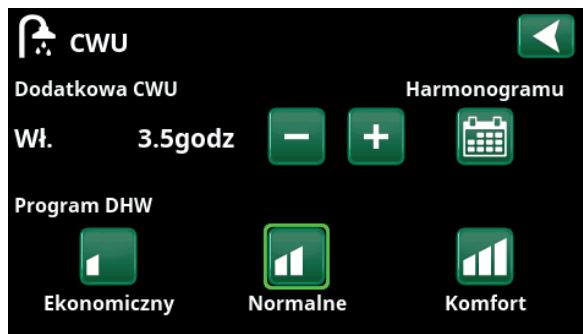 CWU
Dodatkowa CWU Harmonogramu
Wł. 3.5godz − +
Program DHW
Ekonomiczny Normalne Komfort